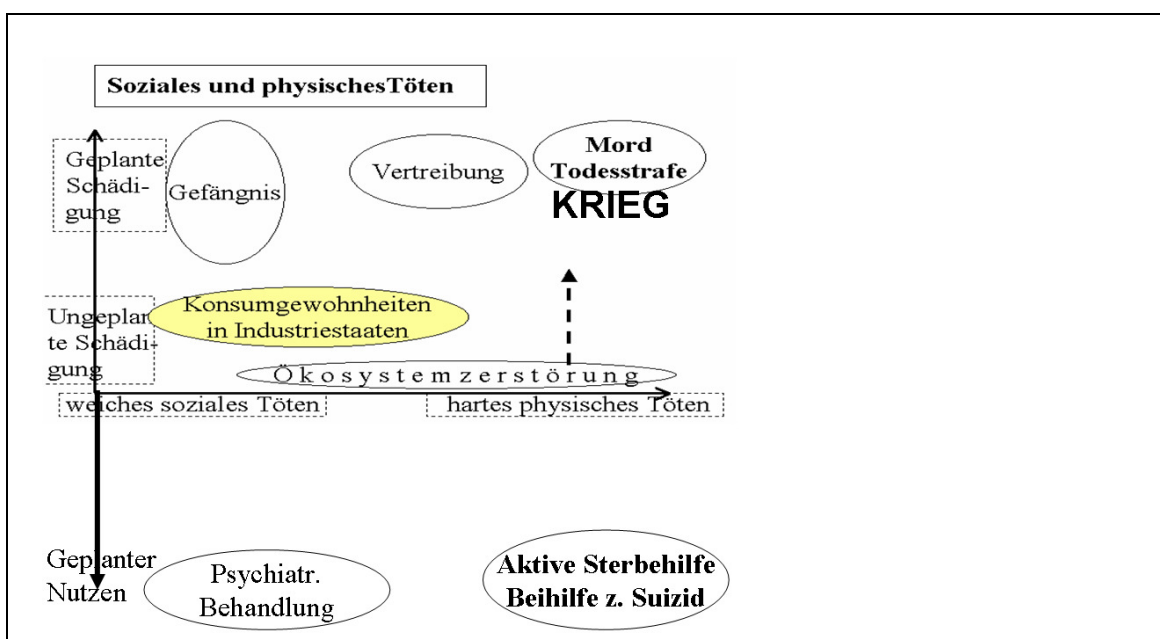 Soziales und physischesTöten
Geplante
Schädi-
gung
Gefängnis
Vertreibung
Mord
Todesstrafe
KRIEG
Ungeplan
te Schädi-
gung
Konsumgewohnheiten
in Industriestaaten
Ökosystemzerstörung
weiches soziales Töten
hartes physisches Töten
Geplanter
Nutzen
Psychiatr.
Behandlung
Aktive Sterbehilfe
Beihilfe z. Suizid